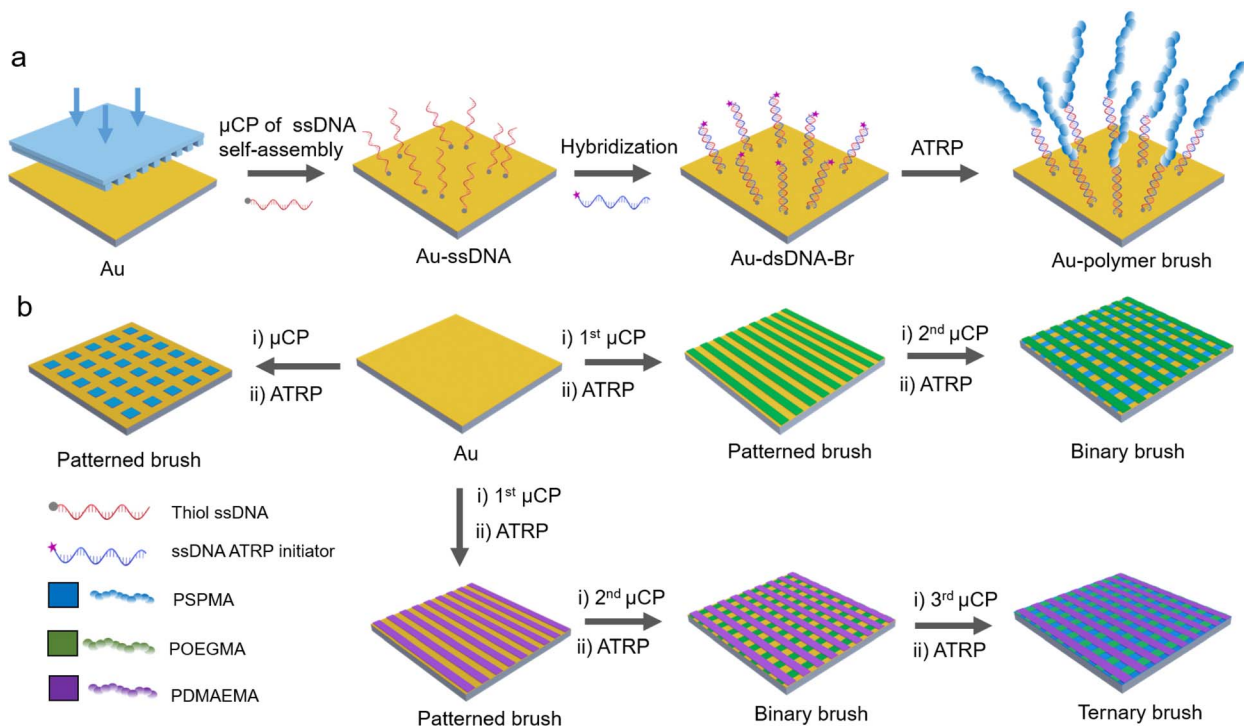 a
µCP of ssDNA
self-assembly
Hybridization
ATRP
Au
Au-ssDNA
Au-dsDNA-Br
Au-polymer brush
b
i) µCP
ii) ATRP
i) 1st µCP
ii) ATRP
i) 2nd µCP
ii) ATRP
Patterned brush
Au
Patterned brush
Binary brush
Thiol ssDNA
ssDNA ATRP initiator
PSPMA
POEGMA
PDMAEMA
i) 1st µCP
ii) ATRP
i) 2nd µCP
ii) ATRP
i) 3rd µCP
ii) ATRP
Patterned brush
Binary brush
Ternary brush